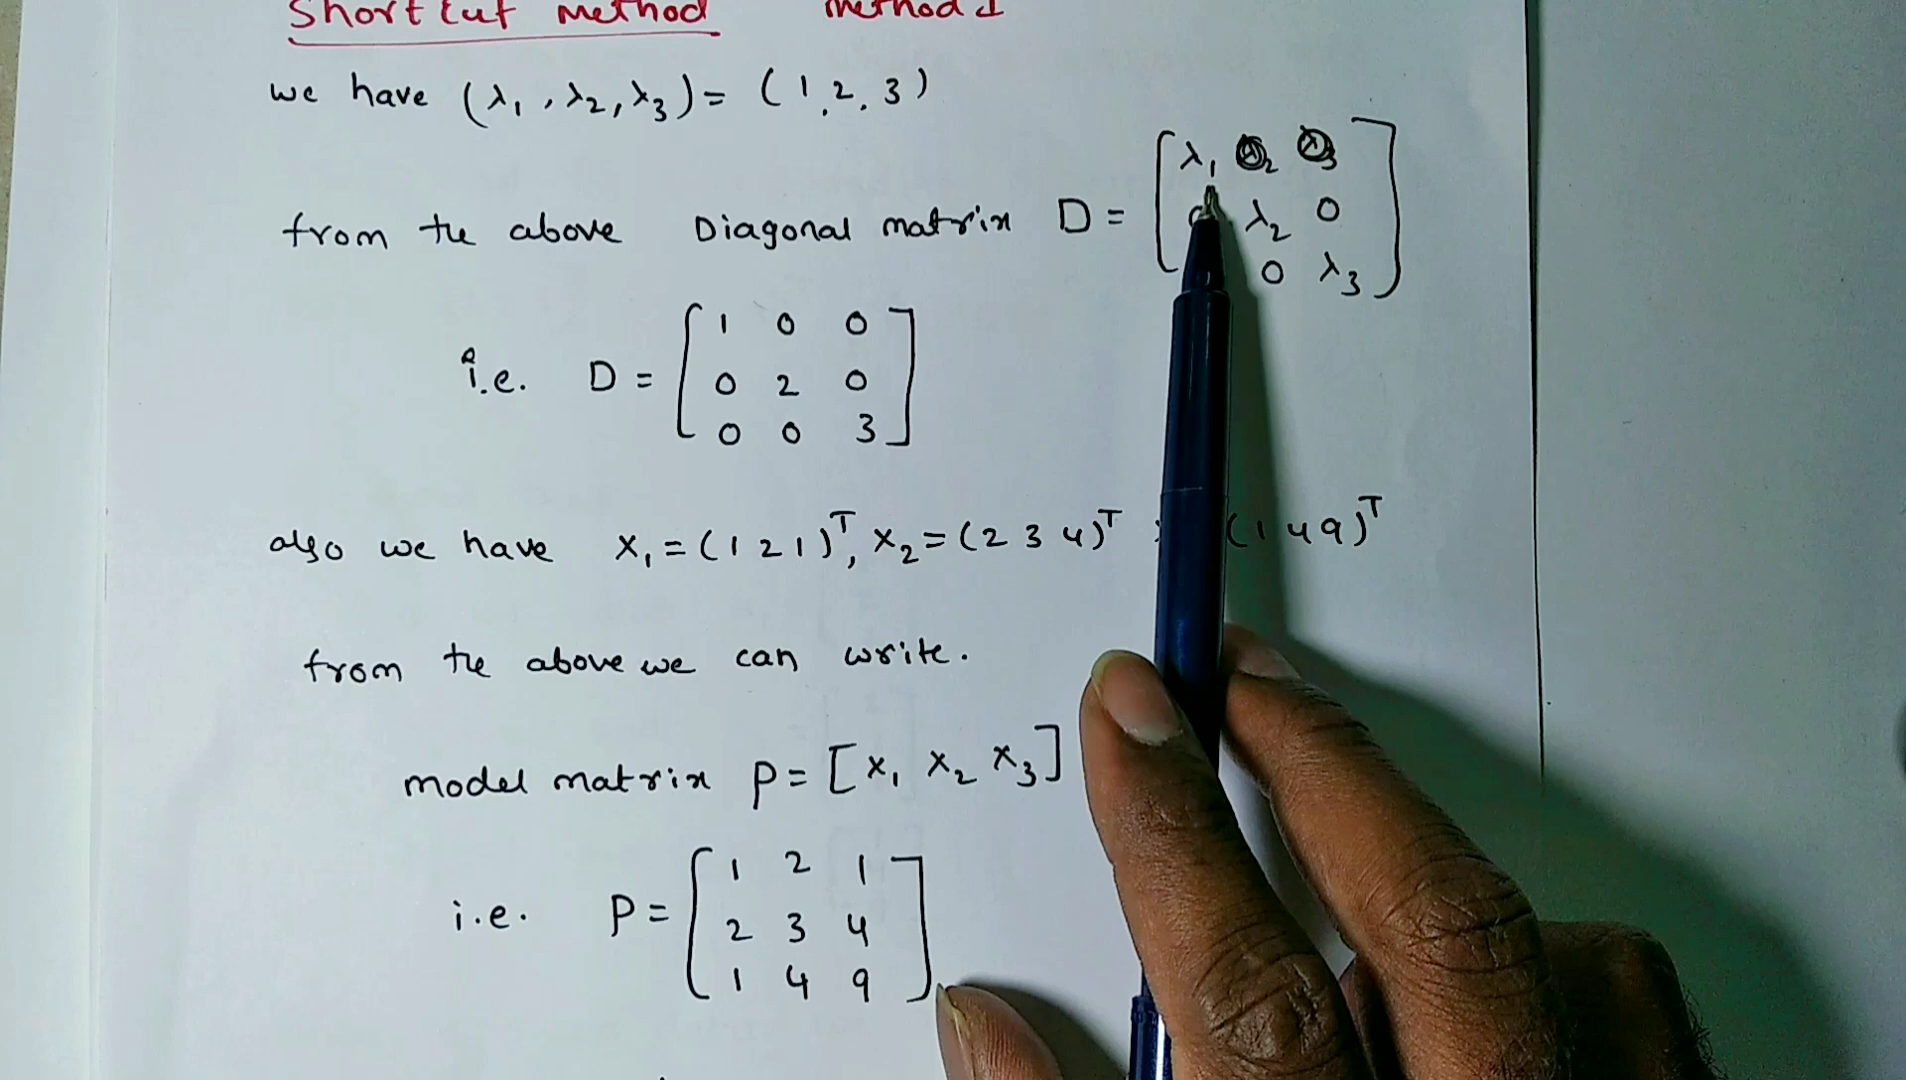 Shortcut method method 1
we have (λ₁, λ₂, λ₃) = (1, 2, 3)
from the above Diagonal matrix D = [λ₁ 0 0
λ₂ 0
0 λ₃]
i.e. D = [1 0 0
0 2 0
0 0 3]
also we have x₁ = (1 2 1)ᵀ, x₂ = (2 3 4)ᵀ (1 4 9)ᵀ
from the above we can write.
model matrix P = [x₁ x₂ x₃]
i.e. P = [1 2 1
2 3 4
1 4 9]